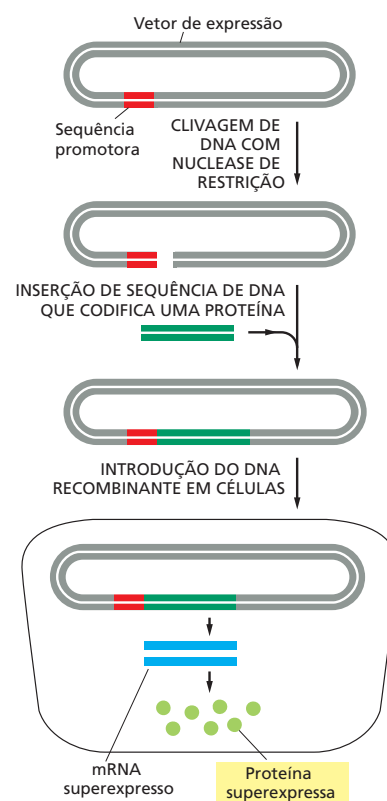 Vetor de expressão
Sequência
promotora
CLIVAGEM DE
DNA COM
NUCLEASE DE
RESTRIÇÃO
INSERÇÃO DE SEQUÊNCIA DE DNA
QUE CODIFICA UMA PROTEÍNA
INTRODUÇÃO DO DNA
RECOMBINANTE EM CÉLULAS
mRNA
superexpresso
Proteína
superexpressa